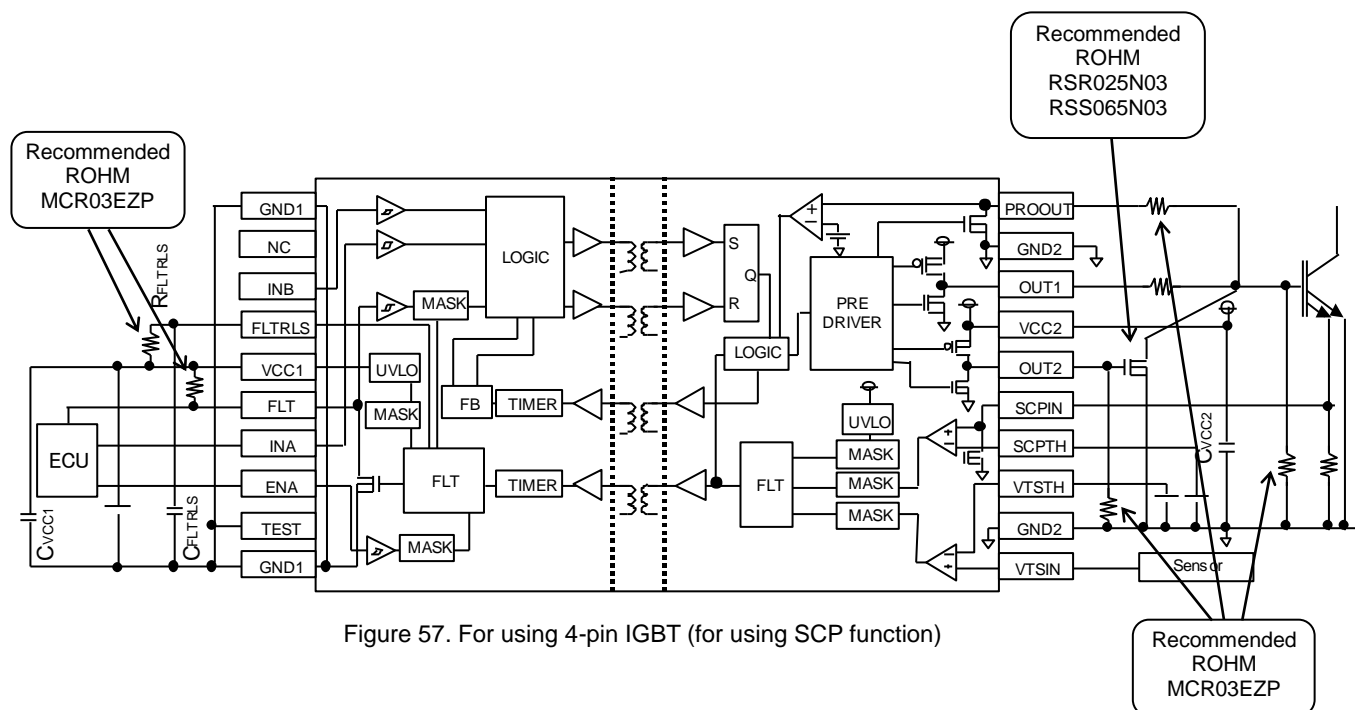 Recommended
ROHM
RSR025N03
RSS065N03
Recommended
ROHM
MCR03EZP
GND1
NC
INB
FLTRLS
VCC1
FLT
INA
ENA
TEST
GND1
RFLTRLS
ECU
CVCC1
CFLTRLS
LOGIC
MASK
UVLO
MASK
FB
TIMER
FLT
TIMER
MASK
S
Q
R
LOGIC
PRE
DRIVER
UVLO
MASK
MASK
MASK
FLT
+
−
+
−
−
+
PROOUT
GND2
OUT1
VCC2
OUT2
SCPIN
SCPTH
VTSTH
GND2
VTSIN
CVCC2
Sensor
Figure 57. For using 4-pin IGBT (for using SCP function)
Recommended
ROHM
MCR03EZP